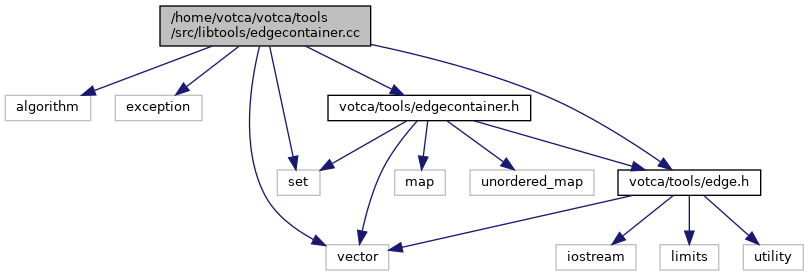 /home/votca/votca/tools
/src/libtools/edgecontainer.cc
algorithm
exception
votca/tools/edgecontainer.h
set
map
unordered_map
votca/tools/edge.h
vector
iostream
limits
utility